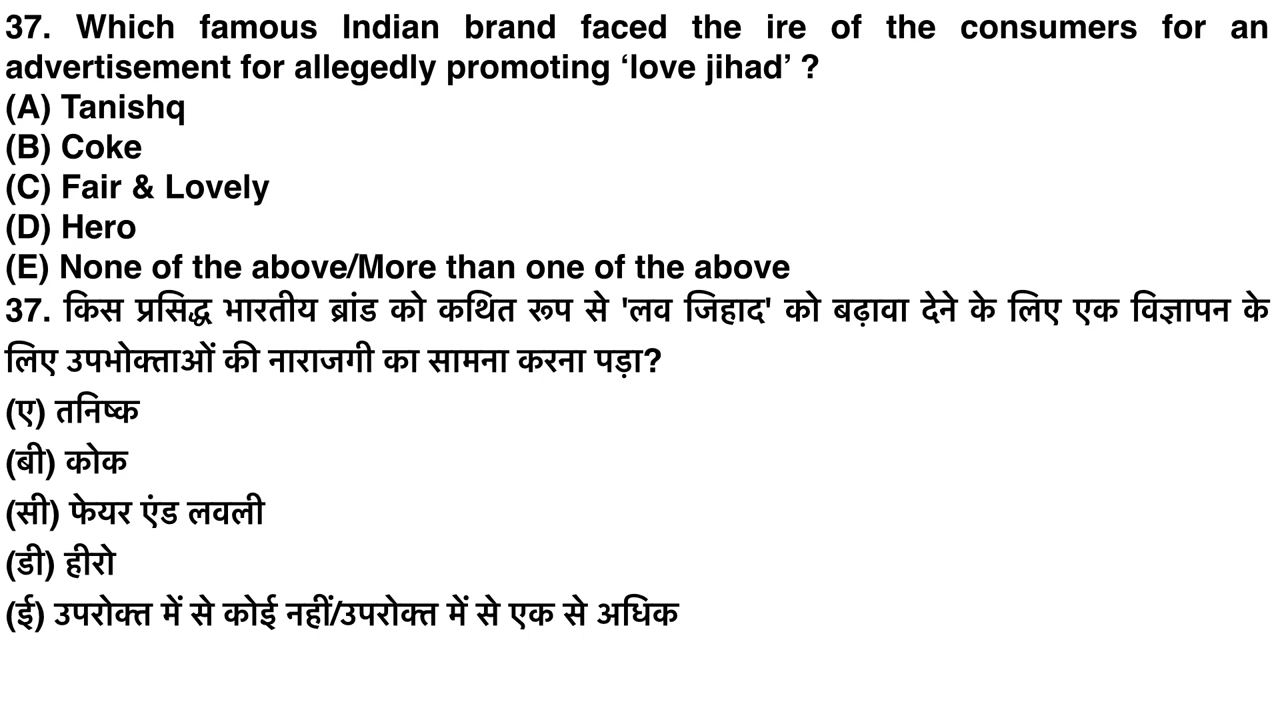 37. Which famous Indian brand faced the ire of the consumers for an
advertisement for allegedly promoting ‘love jihad’ ?
(A) Tanishq
(B) Coke
(C) Fair & Lovely
(D) Hero
(E) None of the above/More than one of the above
37. किस प्रसिद्ध भारतीय ब्रांड को कथित रूप से 'लव जिहाद' को बढ़ावा देने के लिए एक विज्ञापन के
लिए उपभोक्ताओं की नाराजगी का सामना करना पड़ा?
(ए) तनिष्क
(बी) कोक
(सी) फेयर एंड लवली
(डी) हीरो
(ई) उपरोक्त में से कोई नहीं/उपरोक्त में से एक से अधिक